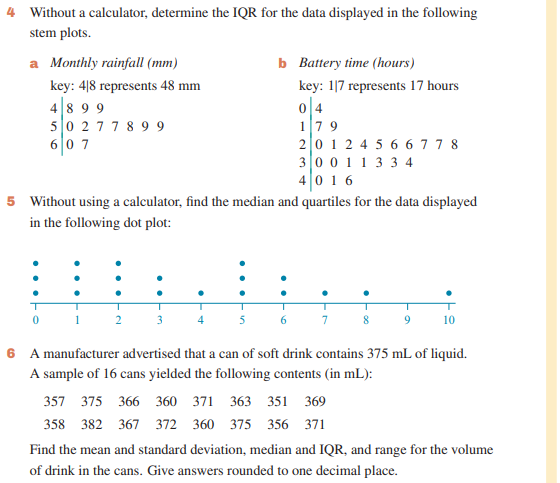 4 Without a calculator, determine the IQR for the data displayed in the following
stem plots.
a Monthly rainfall (mm)
key: 4|8 represents 48 mm
4|8 9 9
5|0 2 7 7 8 9 9
6|0 7
b Battery time (hours)
key: 1|7 represents 17 hours
0|4
1|7 9
2|0 1 2 4 5 6 6 7 7 8
3|0 0 1 1 3 3 4
4|0 1 6
5 Without using a calculator, find the median and quartiles for the data displayed
in the following dot plot:
0 1 2 3 4 5 6 7 8 9 10
6 A manufacturer advertised that a can of soft drink contains 375 mL of liquid.
A sample of 16 cans yielded the following contents (in mL):
357 375 366 360 371 363 351 369
358 382 367 372 360 375 356 371
Find the mean and standard deviation, median and IQR, and range for the volume
of drink in the cans. Give answers rounded to one decimal place.